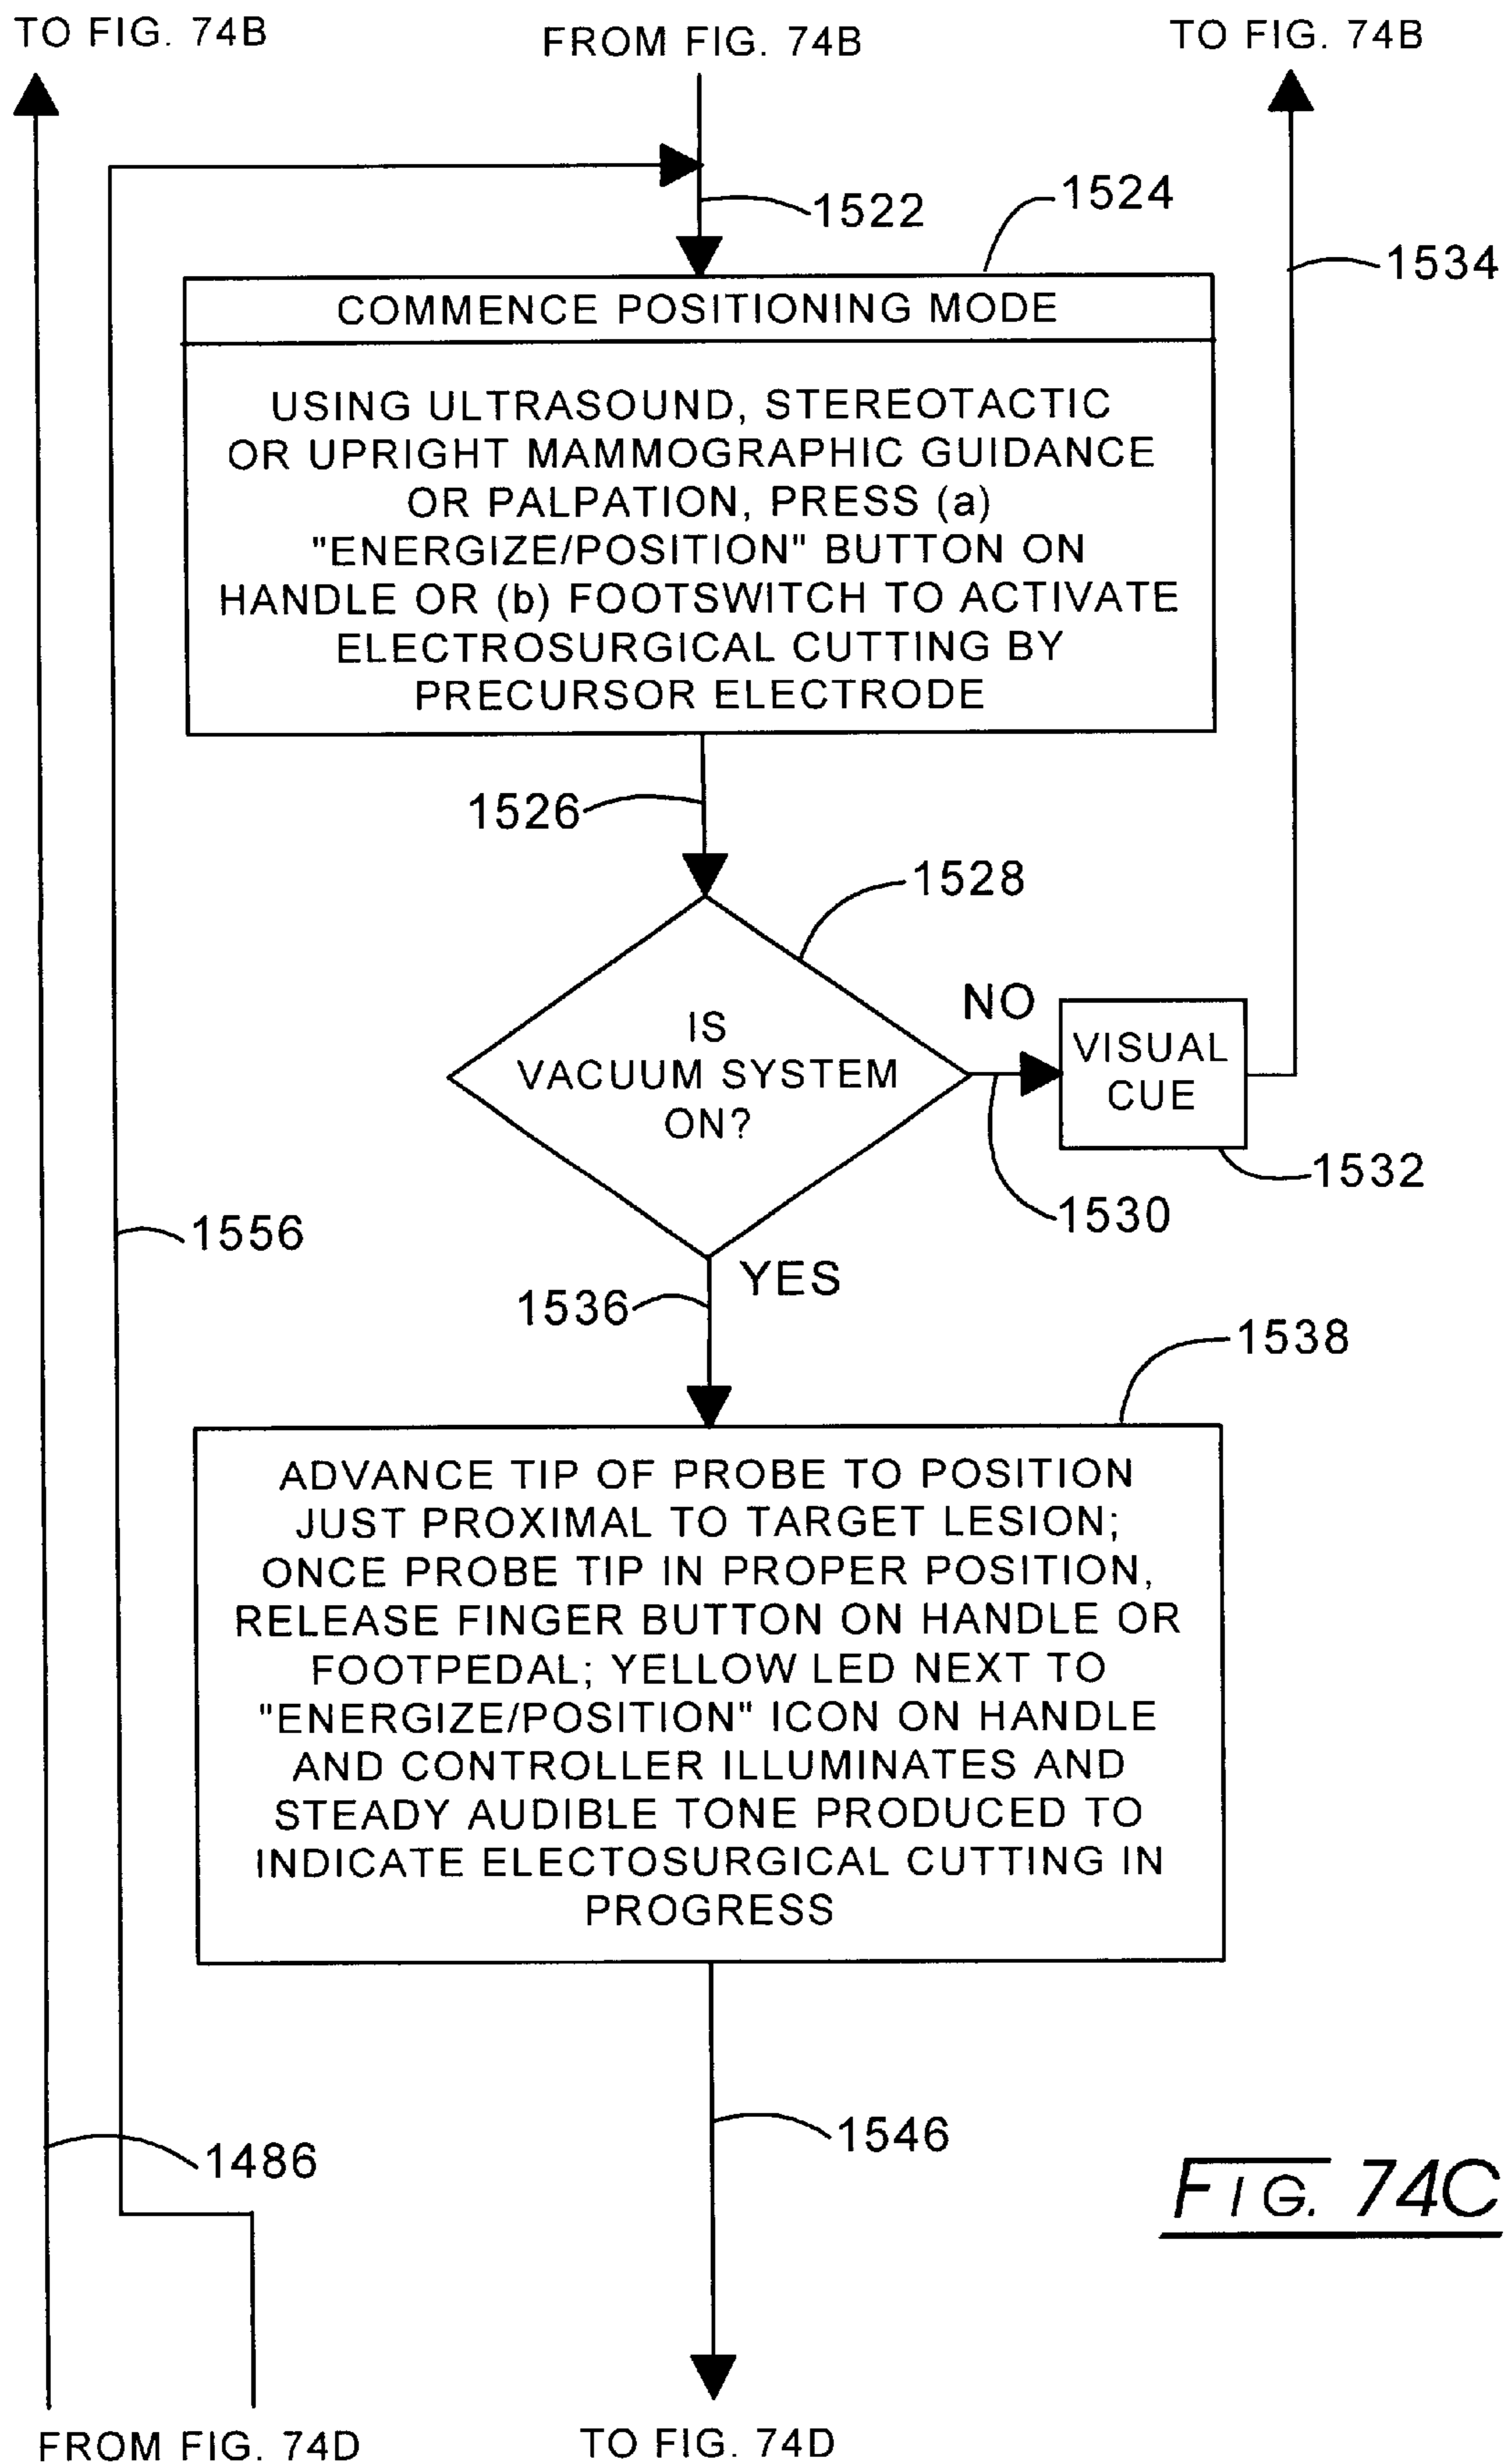 TO FIG. 74B
FROM FIG. 74B
TO FIG. 74B
1522
1524
1534
COMMENCE POSITIONING MODE
USING ULTRASOUND, STEREOTACTIC
OR UPRIGHT MAMMOGRAPHIC GUIDANCE
OR PALPATION, PRESS (a)
"ENERGIZE/POSITION" BUTTON ON
HANDLE OR (b) FOOTSWITCH TO ACTIVATE
ELECTROSURGICAL CUTTING BY
PRECURSOR ELECTRODE
1526
1528
NO
IS
VACUUM SYSTEM
ON?
VISUAL
CUE
1532
1530
1556
YES
1536
1538
ADVANCE TIP OF PROBE TO POSITION
JUST PROXIMAL TO TARGET LESION;
ONCE PROBE TIP IN PROPER POSITION,
RELEASE FINGER BUTTON ON HANDLE OR
FOOTPEDAL; YELLOW LED NEXT TO
"ENERGIZE/POSITION" ICON ON HANDLE
AND CONTROLLER ILLUMINATES AND
STEADY AUDIBLE TONE PRODUCED TO
INDICATE ELECTOSURGICAL CUTTING IN
PROGRESS
1546
1486
FIG. 74C
FROM FIG. 74D
TO FIG. 74D